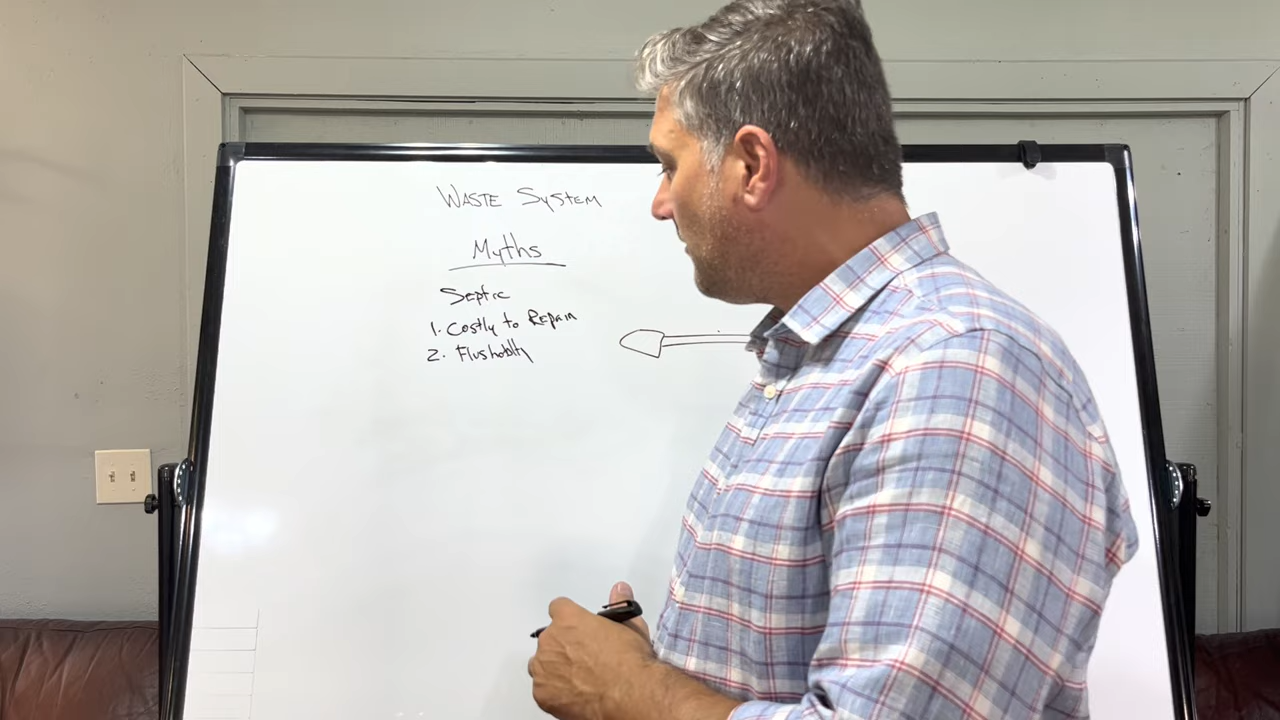 Waste System
Myths
Septic
1. Costly to Repair
2. Flushability